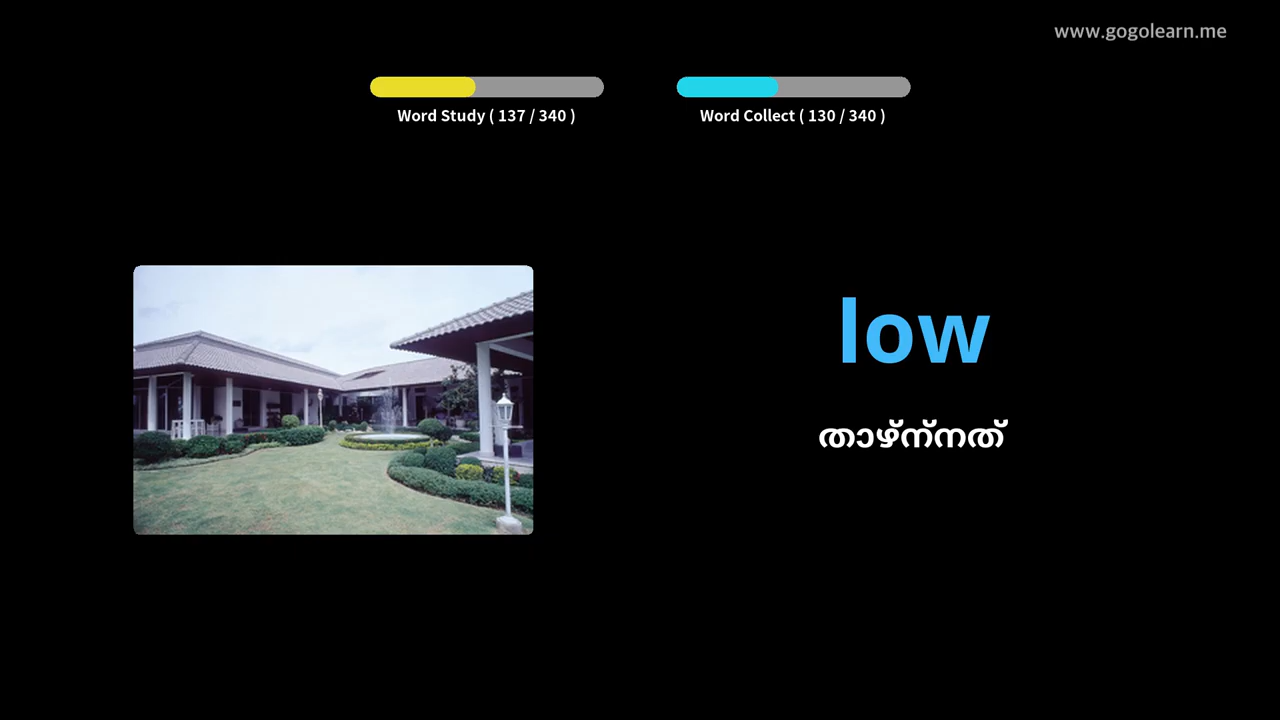 www.gogolearn.me
Word Study ( 137 / 340 )
Word Collect ( 130 / 340 )
low
താഴ്ന്നത്